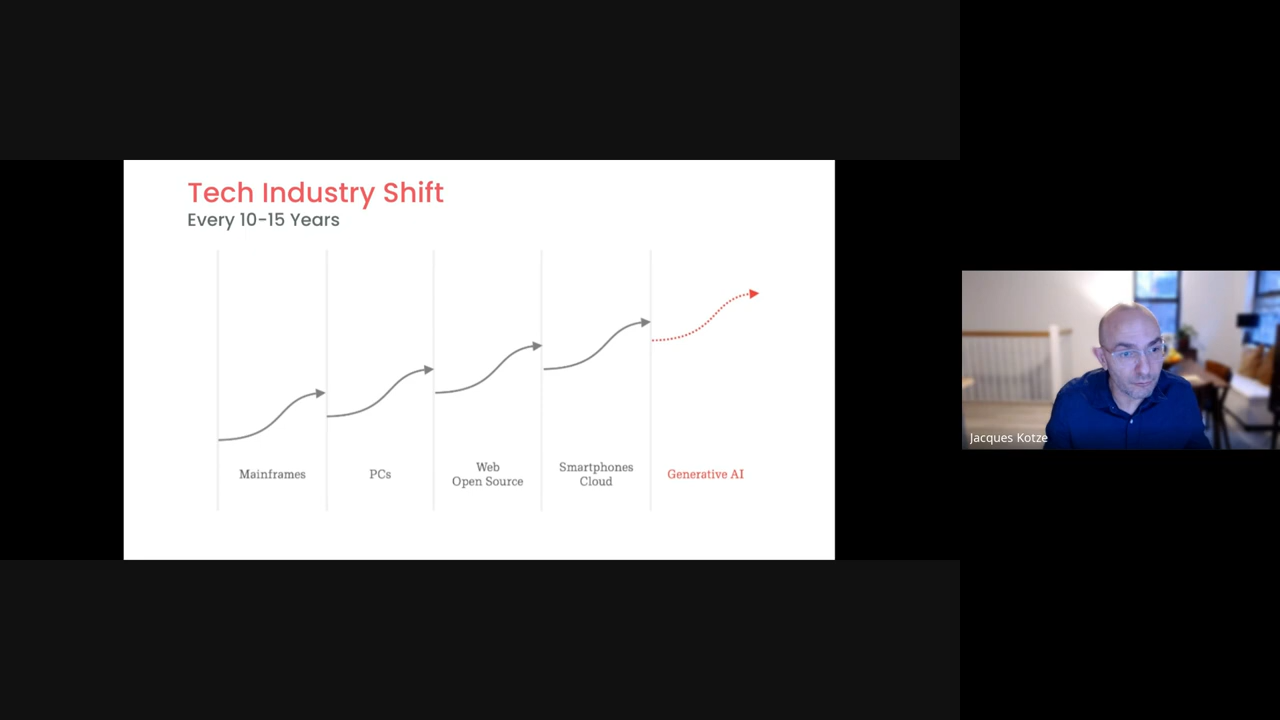 Tech Industry Shift
Every 10-15 Years
Mainframes
PCs
Web
Open Source
Smartphones
Cloud
Generative AI
Jacques Kotze